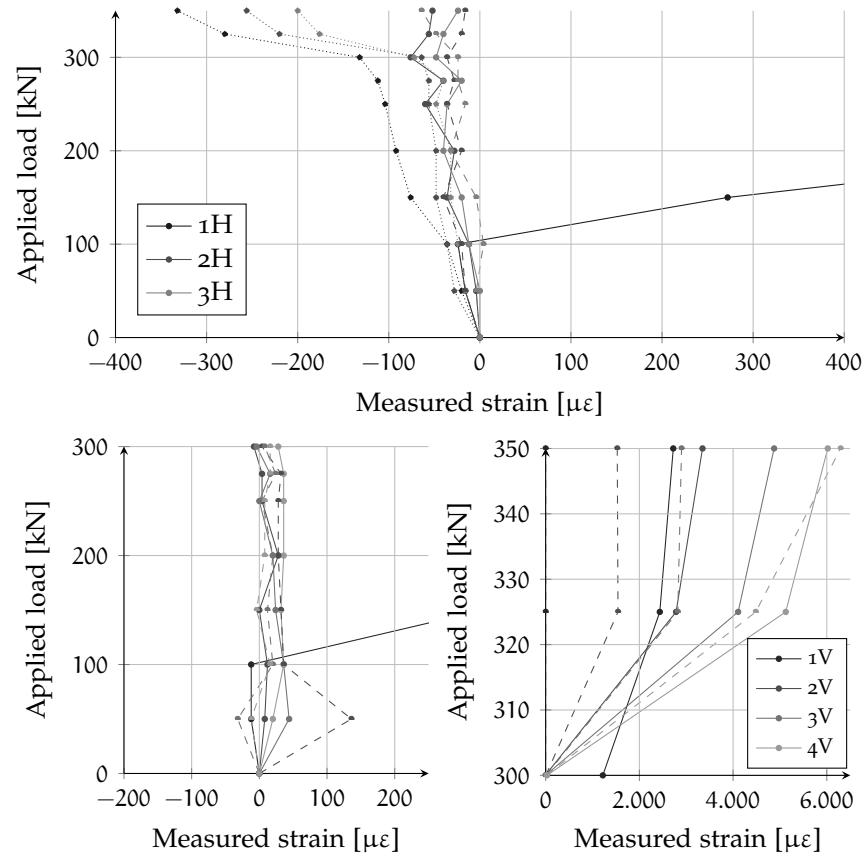 300
200
100
0
Applied load [kN]
1H
2H
3H
−400 −300 −200 −100 0 100 200 300 400
Measured strain [µε]
300
200
100
0
Applied load [kN]
−200 −100 0 100 200
Measured strain [µε]
350
340
330
320
310
300
Applied load [kN]
1V
2V
3V
4V
0 2.000 4.000 6.000
Measured strain [µε]